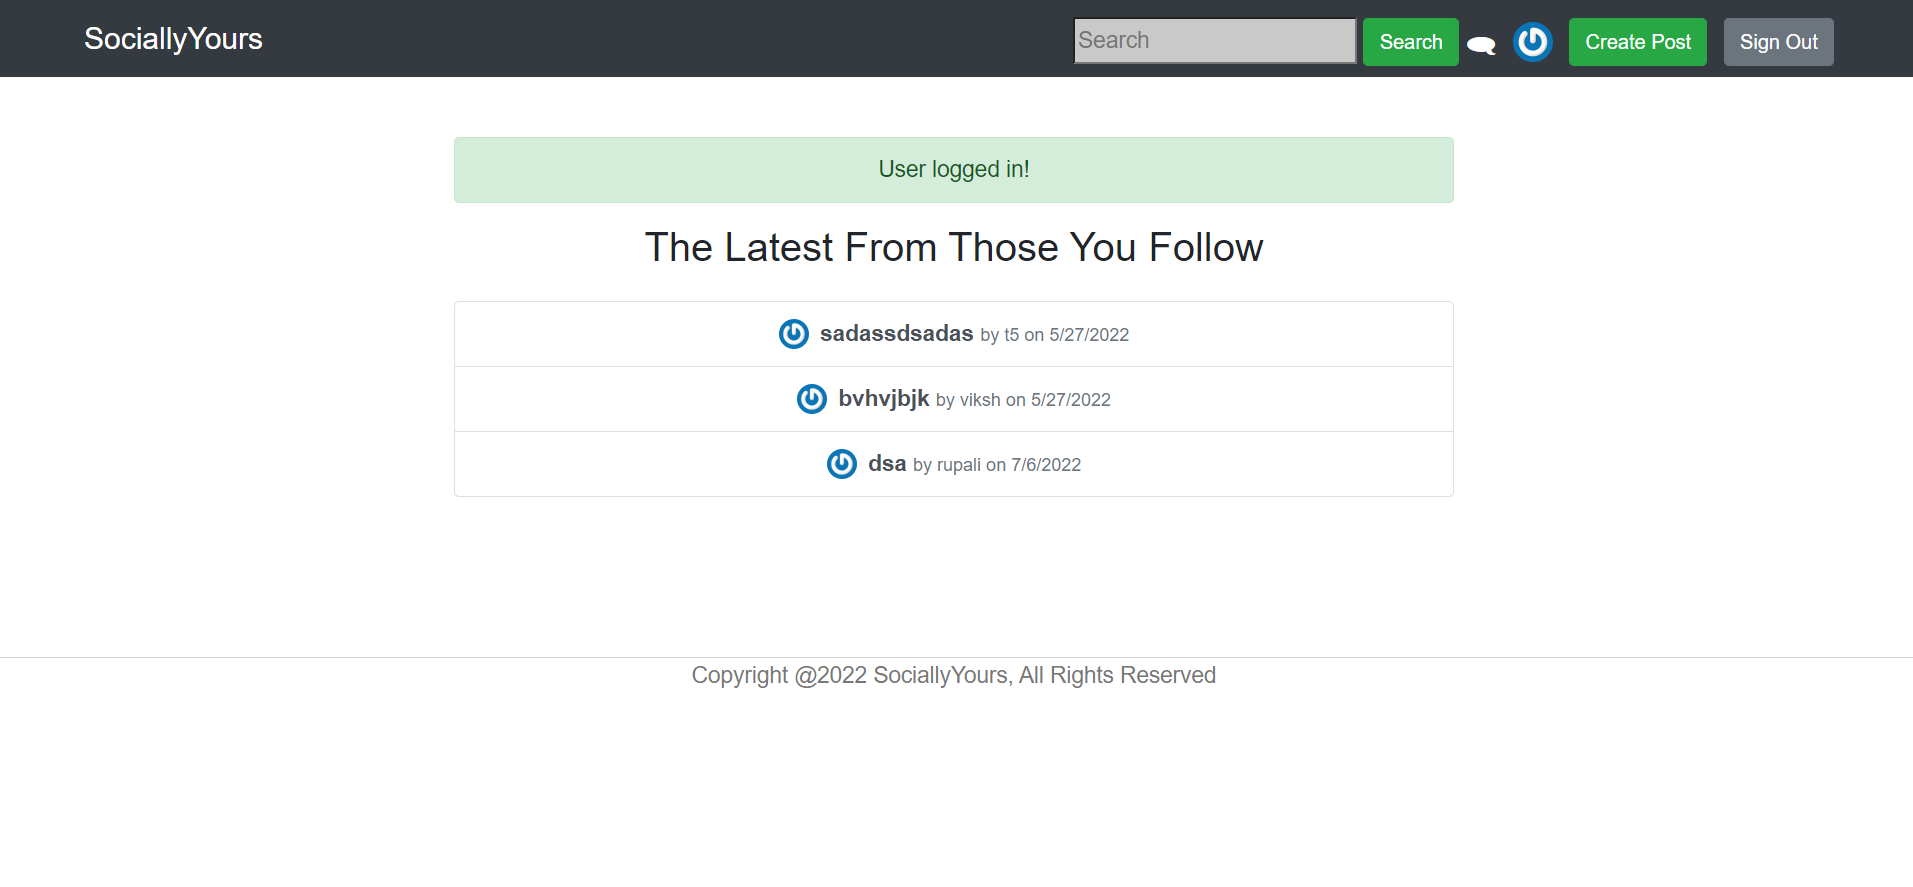 SociallyYours Search Search Create Post Sign Out
User logged in!
The Latest From Those You Follow
sadassdsadas by t5 on 5/27/2022
bvhvjbjk by viksh on 5/27/2022
dsa by rupali on 7/6/2022
Copyright @2022 SociallyYours, All Rights Reserved